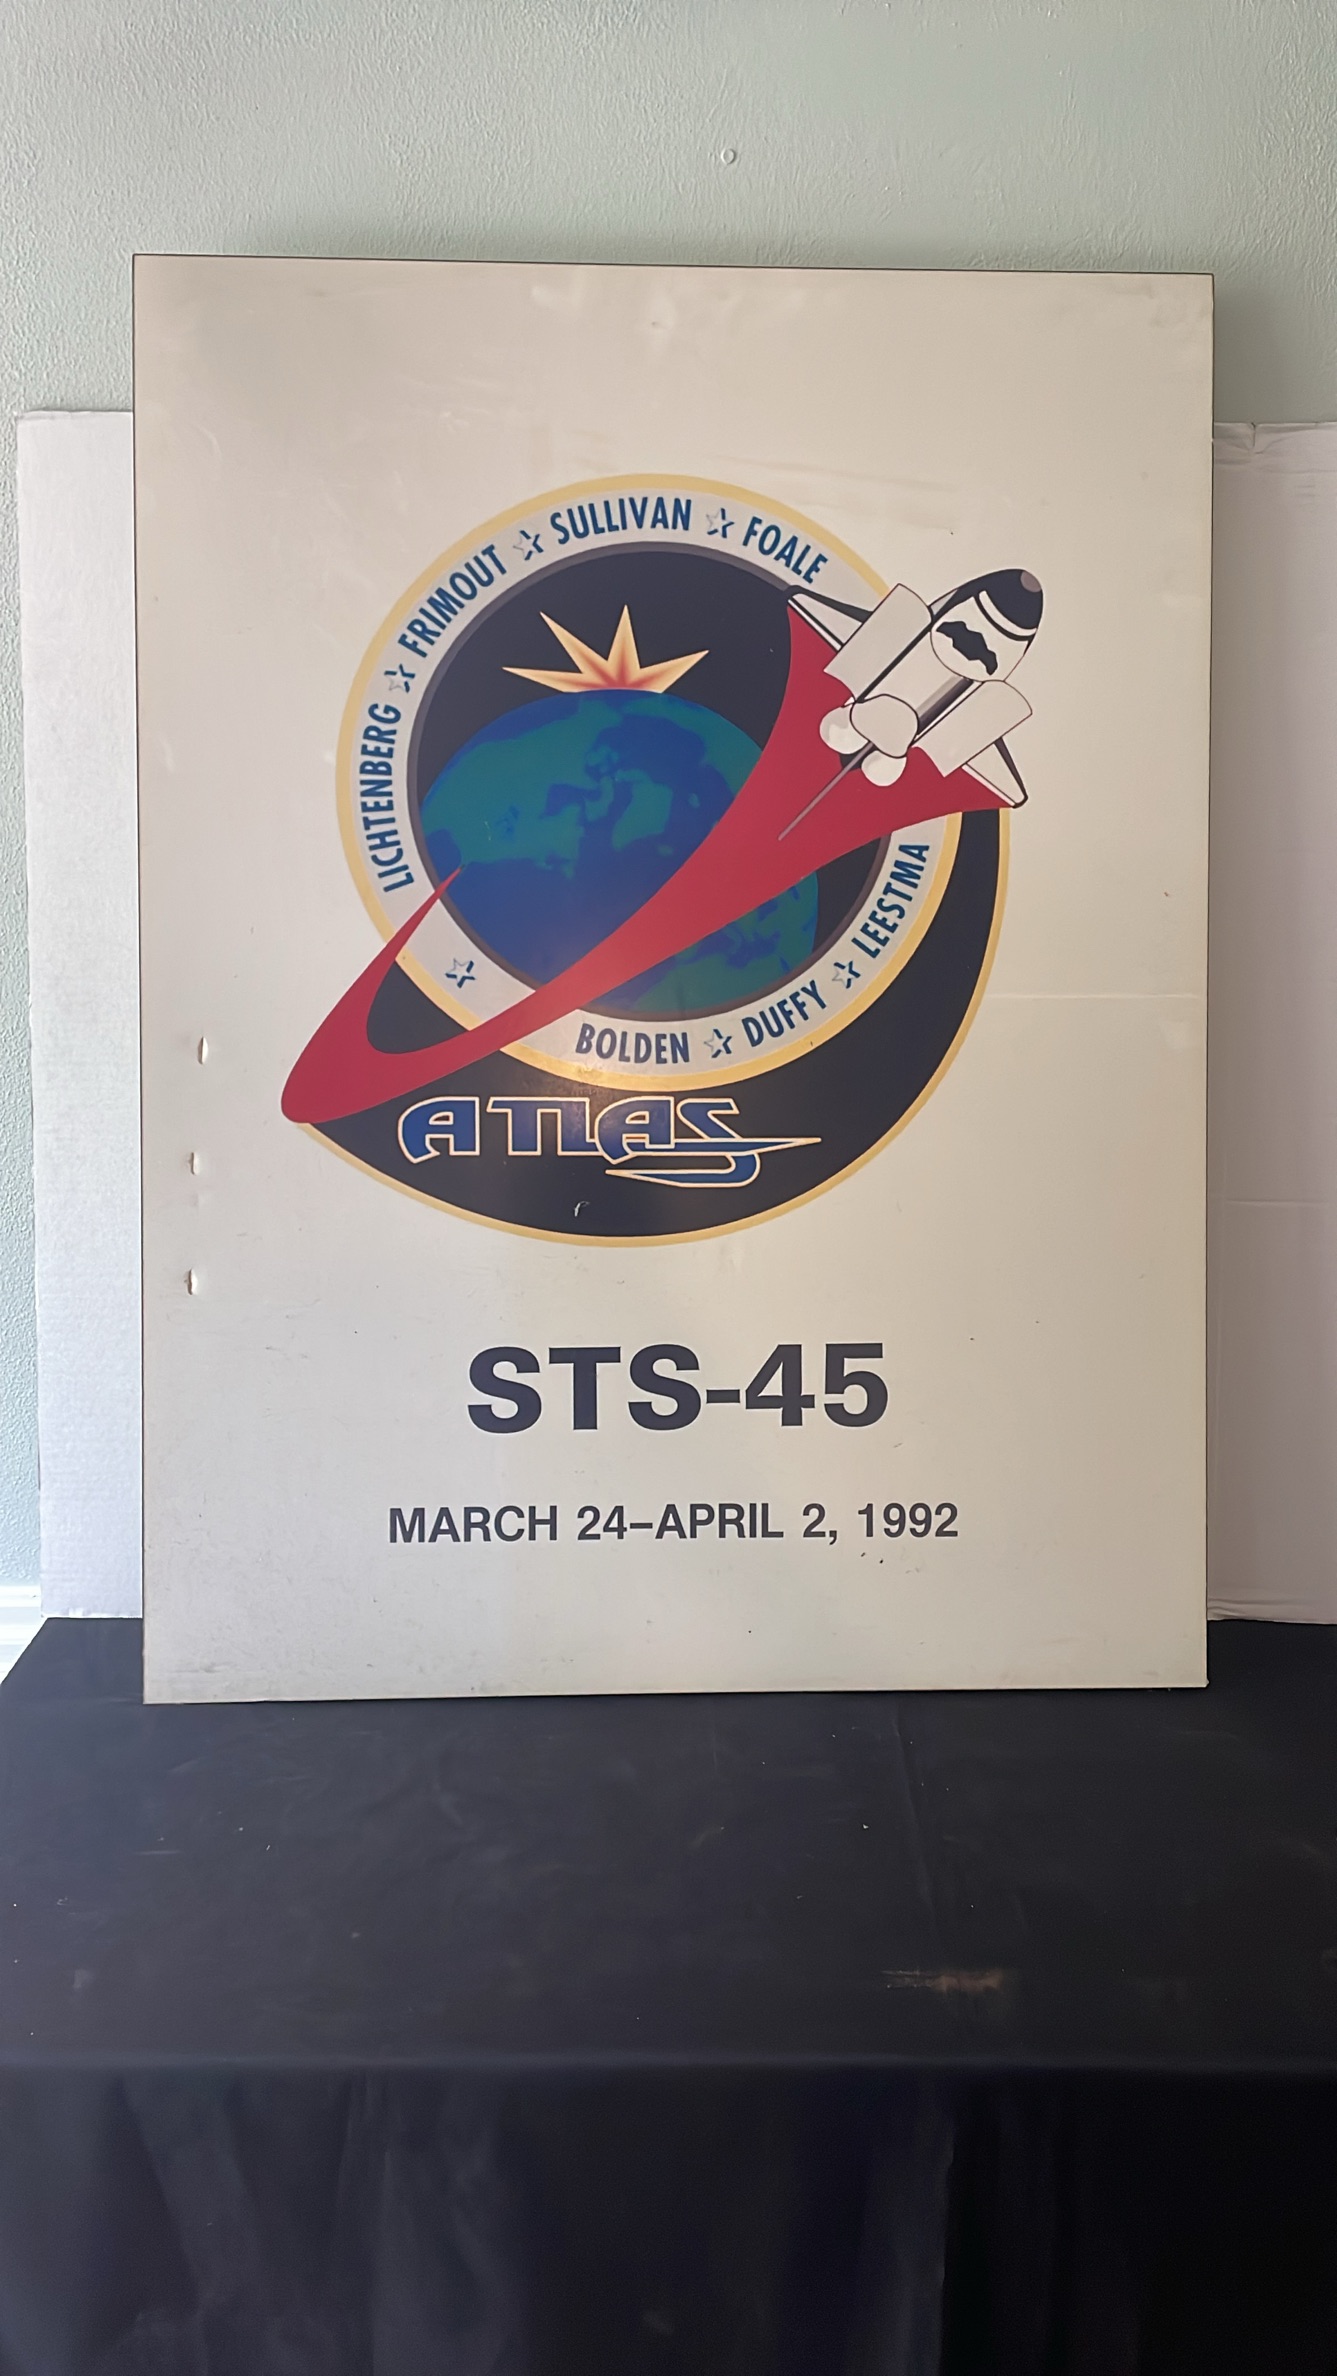 LICHTENBERG ☆ FRIMOUT ☆ SULLIVAN ☆ FOALE
☆ BOLDEN ☆ DUFFY ☆ LEESTMA
ATLAS
STS-45
MARCH 24–APRIL 2, 1992